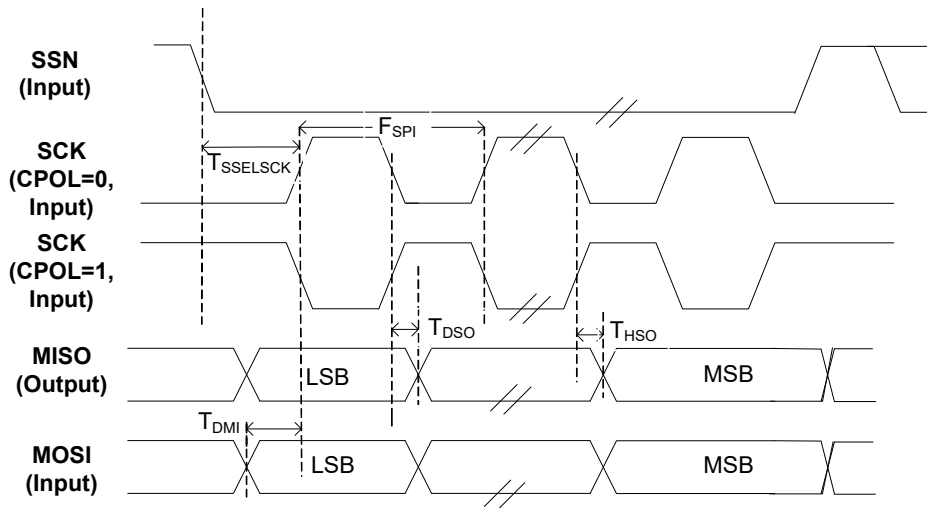 SSN
(Input)
F_SPI
SCK
(CPOL=0,
Input)
T_SSELSCK
SCK
(CPOL=1,
Input)
T_DSO
T_HSO
MISO
(Output)
LSB
MSB
T_DMI
MOSI
(Input)
LSB
MSB